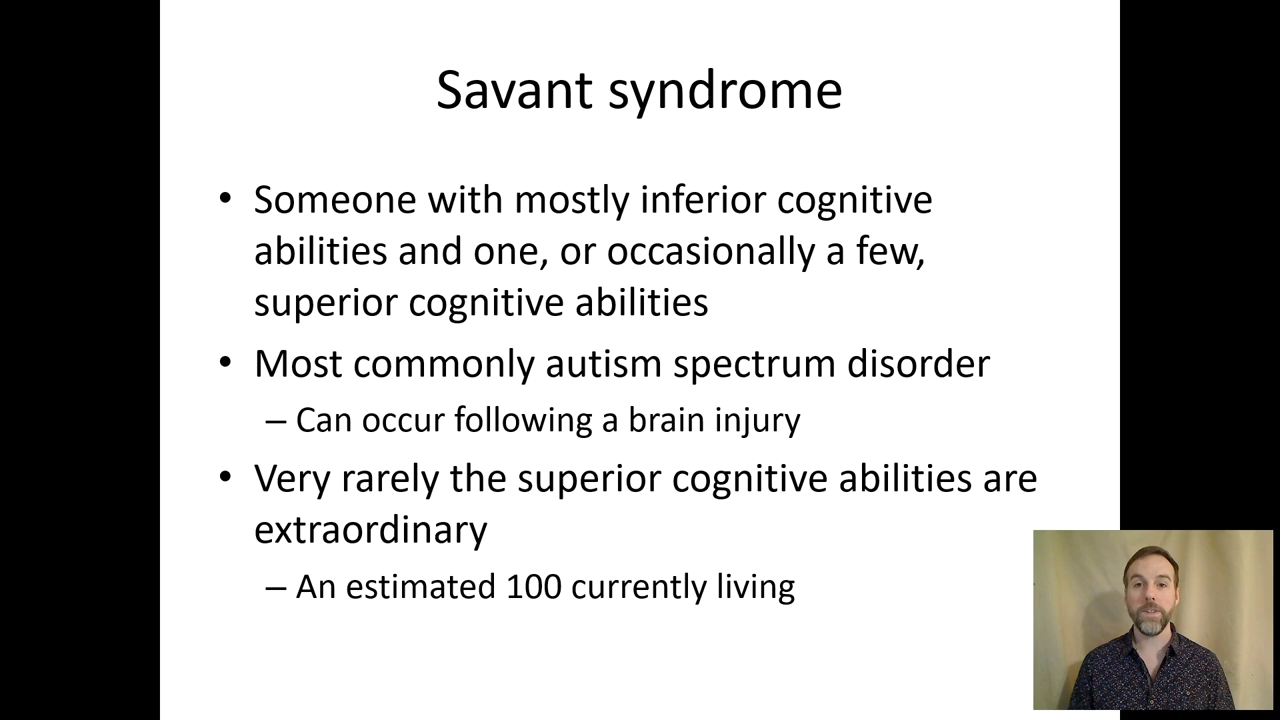 Savant syndrome
• Someone with mostly inferior cognitive
abilities and one, or occasionally a few,
superior cognitive abilities
• Most commonly autism spectrum disorder
– Can occur following a brain injury
• Very rarely the superior cognitive abilities are
extraordinary
– An estimated 100 currently living